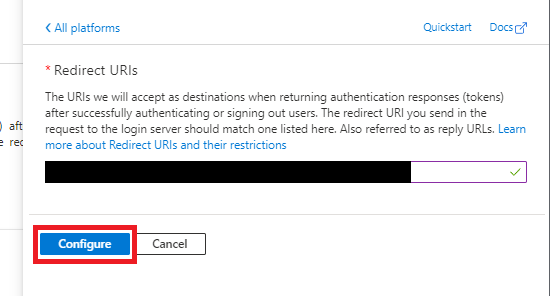 All platforms
Quickstart
Docs
* Redirect URIs
The URIs we will accept as destinations when returning authentication responses (tokens)
after successfully authenticating or signing out users. The redirect URI you send in the
request to the login server should match one listed here. Also referred to as reply URLs. Learn
more about Redirect URIs and their restrictions
) aft
e rec
Configure
Cancel